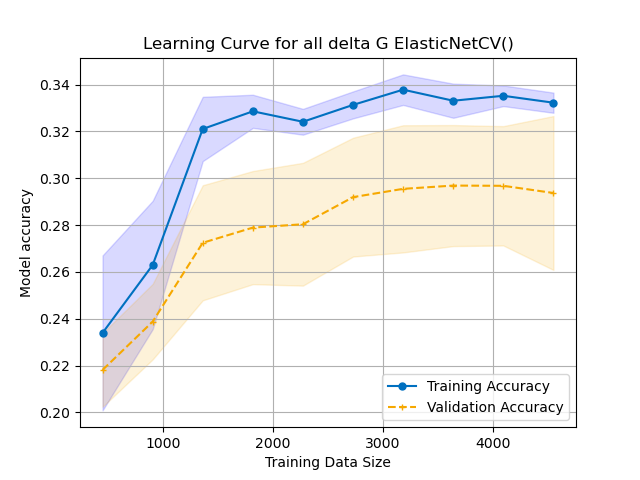 Learning Curve for all delta G ElasticNetCV()
0.34
0.32
0.30
0.28
0.26
0.24
0.22
0.20
Model accuracy
Training Accuracy
Validation Accuracy
1000 2000 3000 4000
Training Data Size